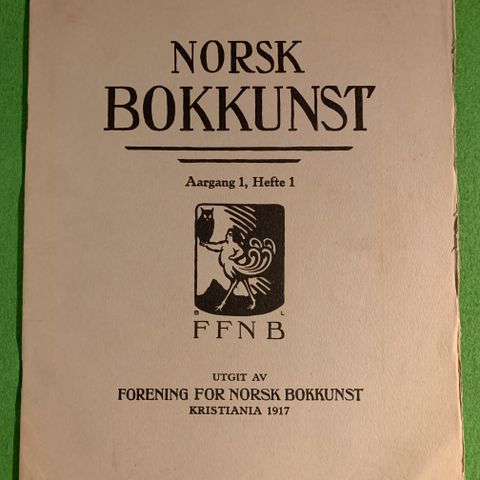 NORSK
BOKKUNST
Aargang 1, Hefte 1
B L
FFNB
UTGIT AV
FORENING FOR NORSK BOKKUNST
KRISTIANIA 1917